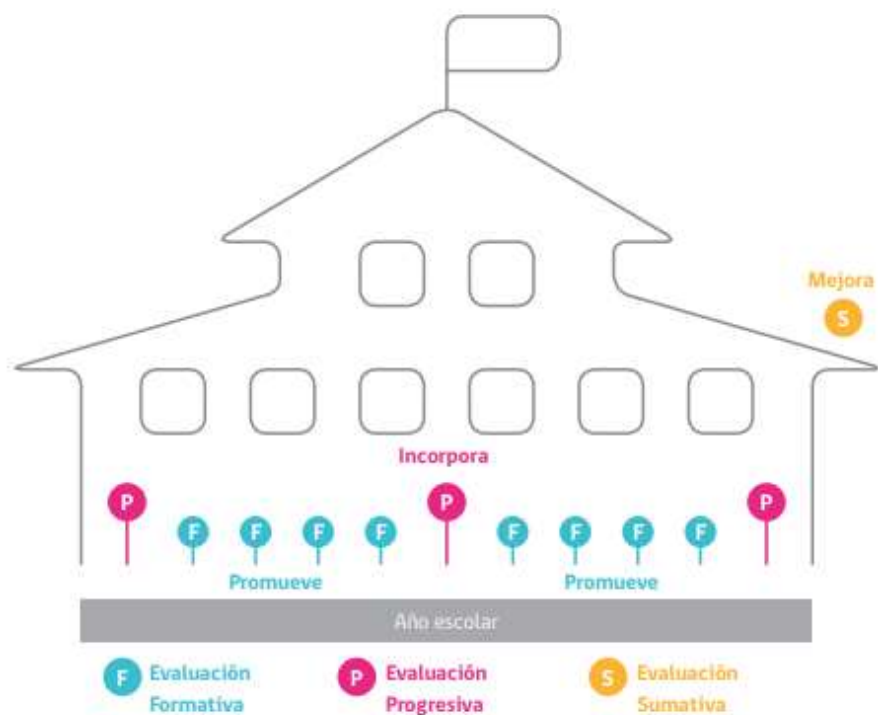 Mejora
S
Incorpora
P P P
F F F F F F F F
Promueve Promueve
Año escolar
F Evaluación P Evaluación S Evaluación
Formativa Progresiva Sumativa